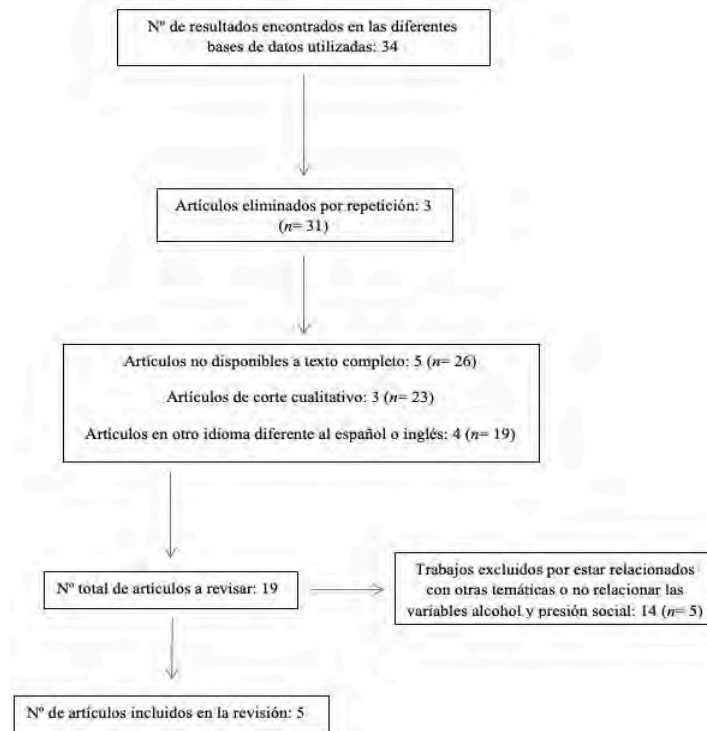 Nº de resultados encontrados en las diferentes
bases de datos utilizadas: 34
Artículos eliminados por repetición: 3
(n= 31)
Artículos no disponibles a texto completo: 5 (n= 26)
Artículos de corte cualitativo: 3 (n= 23)
Artículos en otro idioma diferente al español o inglés: 4 (n= 19)
Nº total de artículos a revisar: 19
Trabajos excluidos por estar relacionados
con otras temáticas o no relacionar las
variables alcohol y presión social: 14 (n= 5)
Nº de artículos incluidos en la revisión: 5